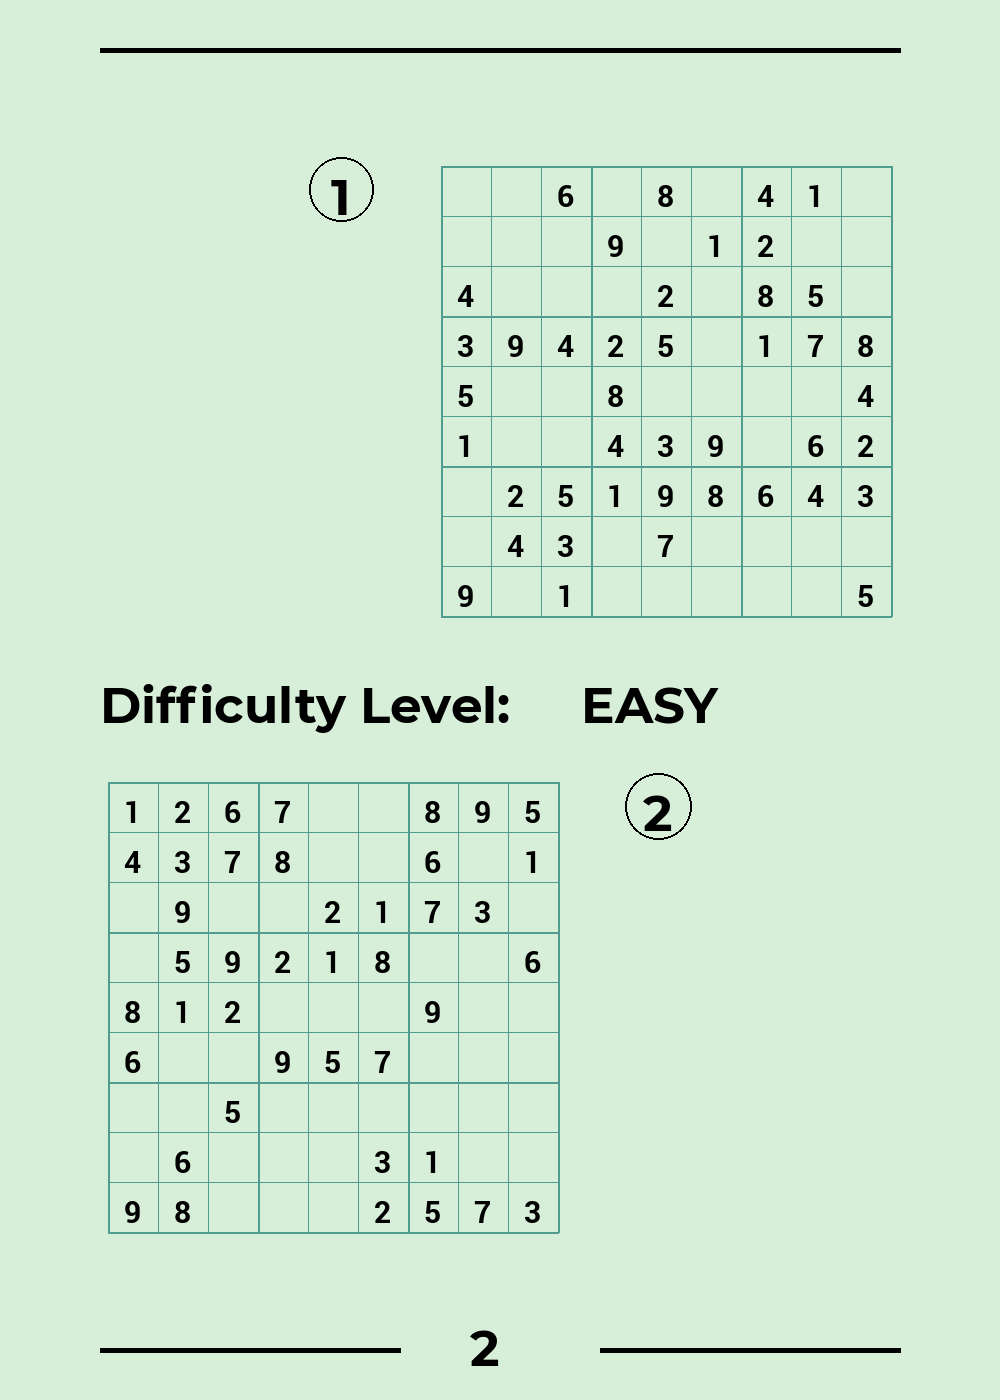 1
6 8 4 1
9 1 2
4 2 8 5
3 9 4 2 5 1 7 8
5 8 4
1 4 3 9 6 2
2 5 1 9 8 6 4 3
4 3 7
9 1 5
Difficulty Level: EASY
2
1 2 6 7 8 9 5
4 3 7 8 6 1
9 2 1 7 3
5 9 2 1 8 6
8 1 2 9
6 9 5 7
5
6 3 1
9 8 2 5 7 3
2